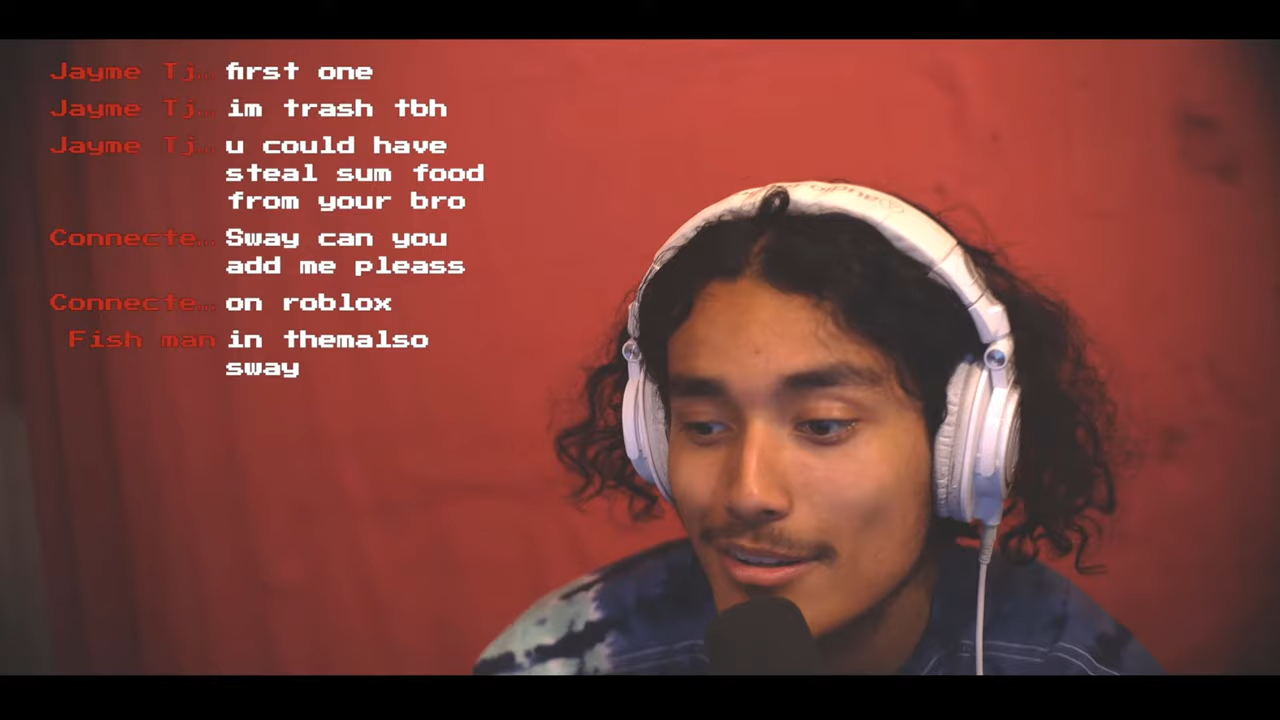 Jayme Tj... first one
Jayme Tj... im trash tbh
Jayme Tj... u could have
steal sum food
from your bro
Connecte... Sway can you
add me pleass
Connecte... on roblox
Fish man in themalso
sway